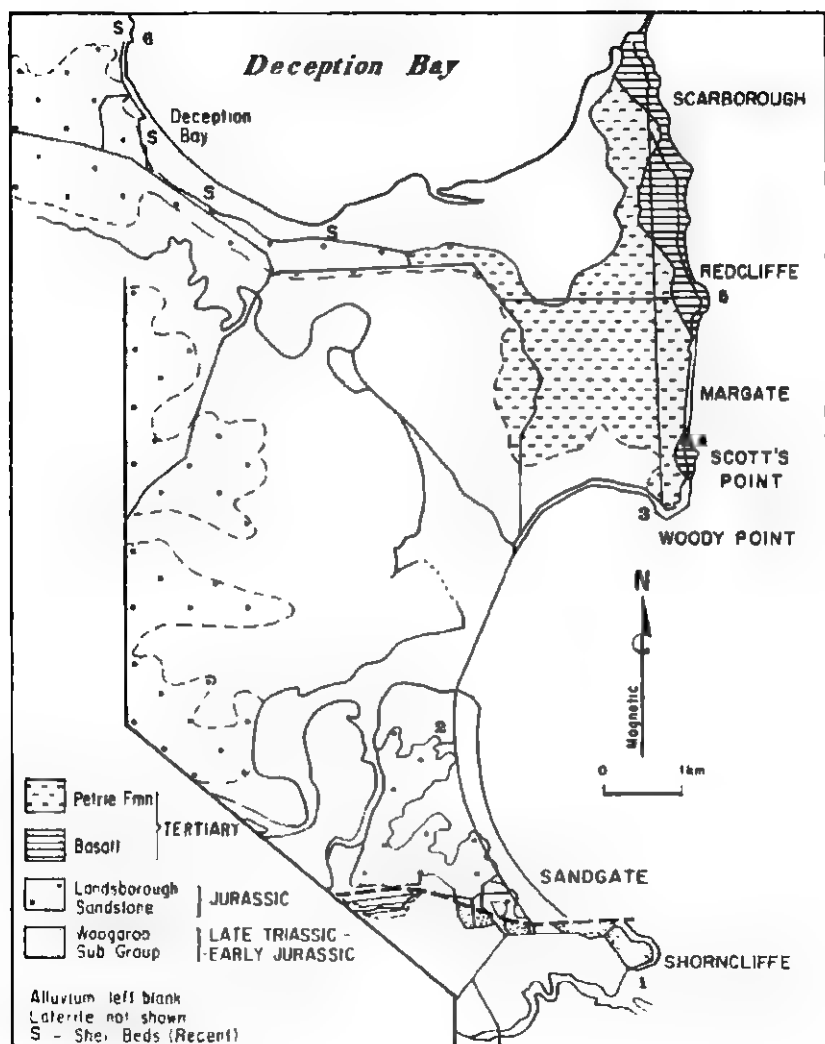 S 6
Deception Bay
SCARBOROUGH
Deception
Bay
S
S
S
REDCLIFFE
5
MARGATE
SCOTT'S
POINT
3
WOODY POINT
N
Magnetic
2
0 1km
Petrie Fmn
TERTIARY
Basalt
SANDGATE
Landsborough
Sandstone
JURASSIC
Woogaroo
Sub Group
LATE TRIASSIC -
EARLY JURASSIC
SHORNCLIFFE
1
Alluvium left blank
Laterite not shown
S - Shel Beds (Recent)